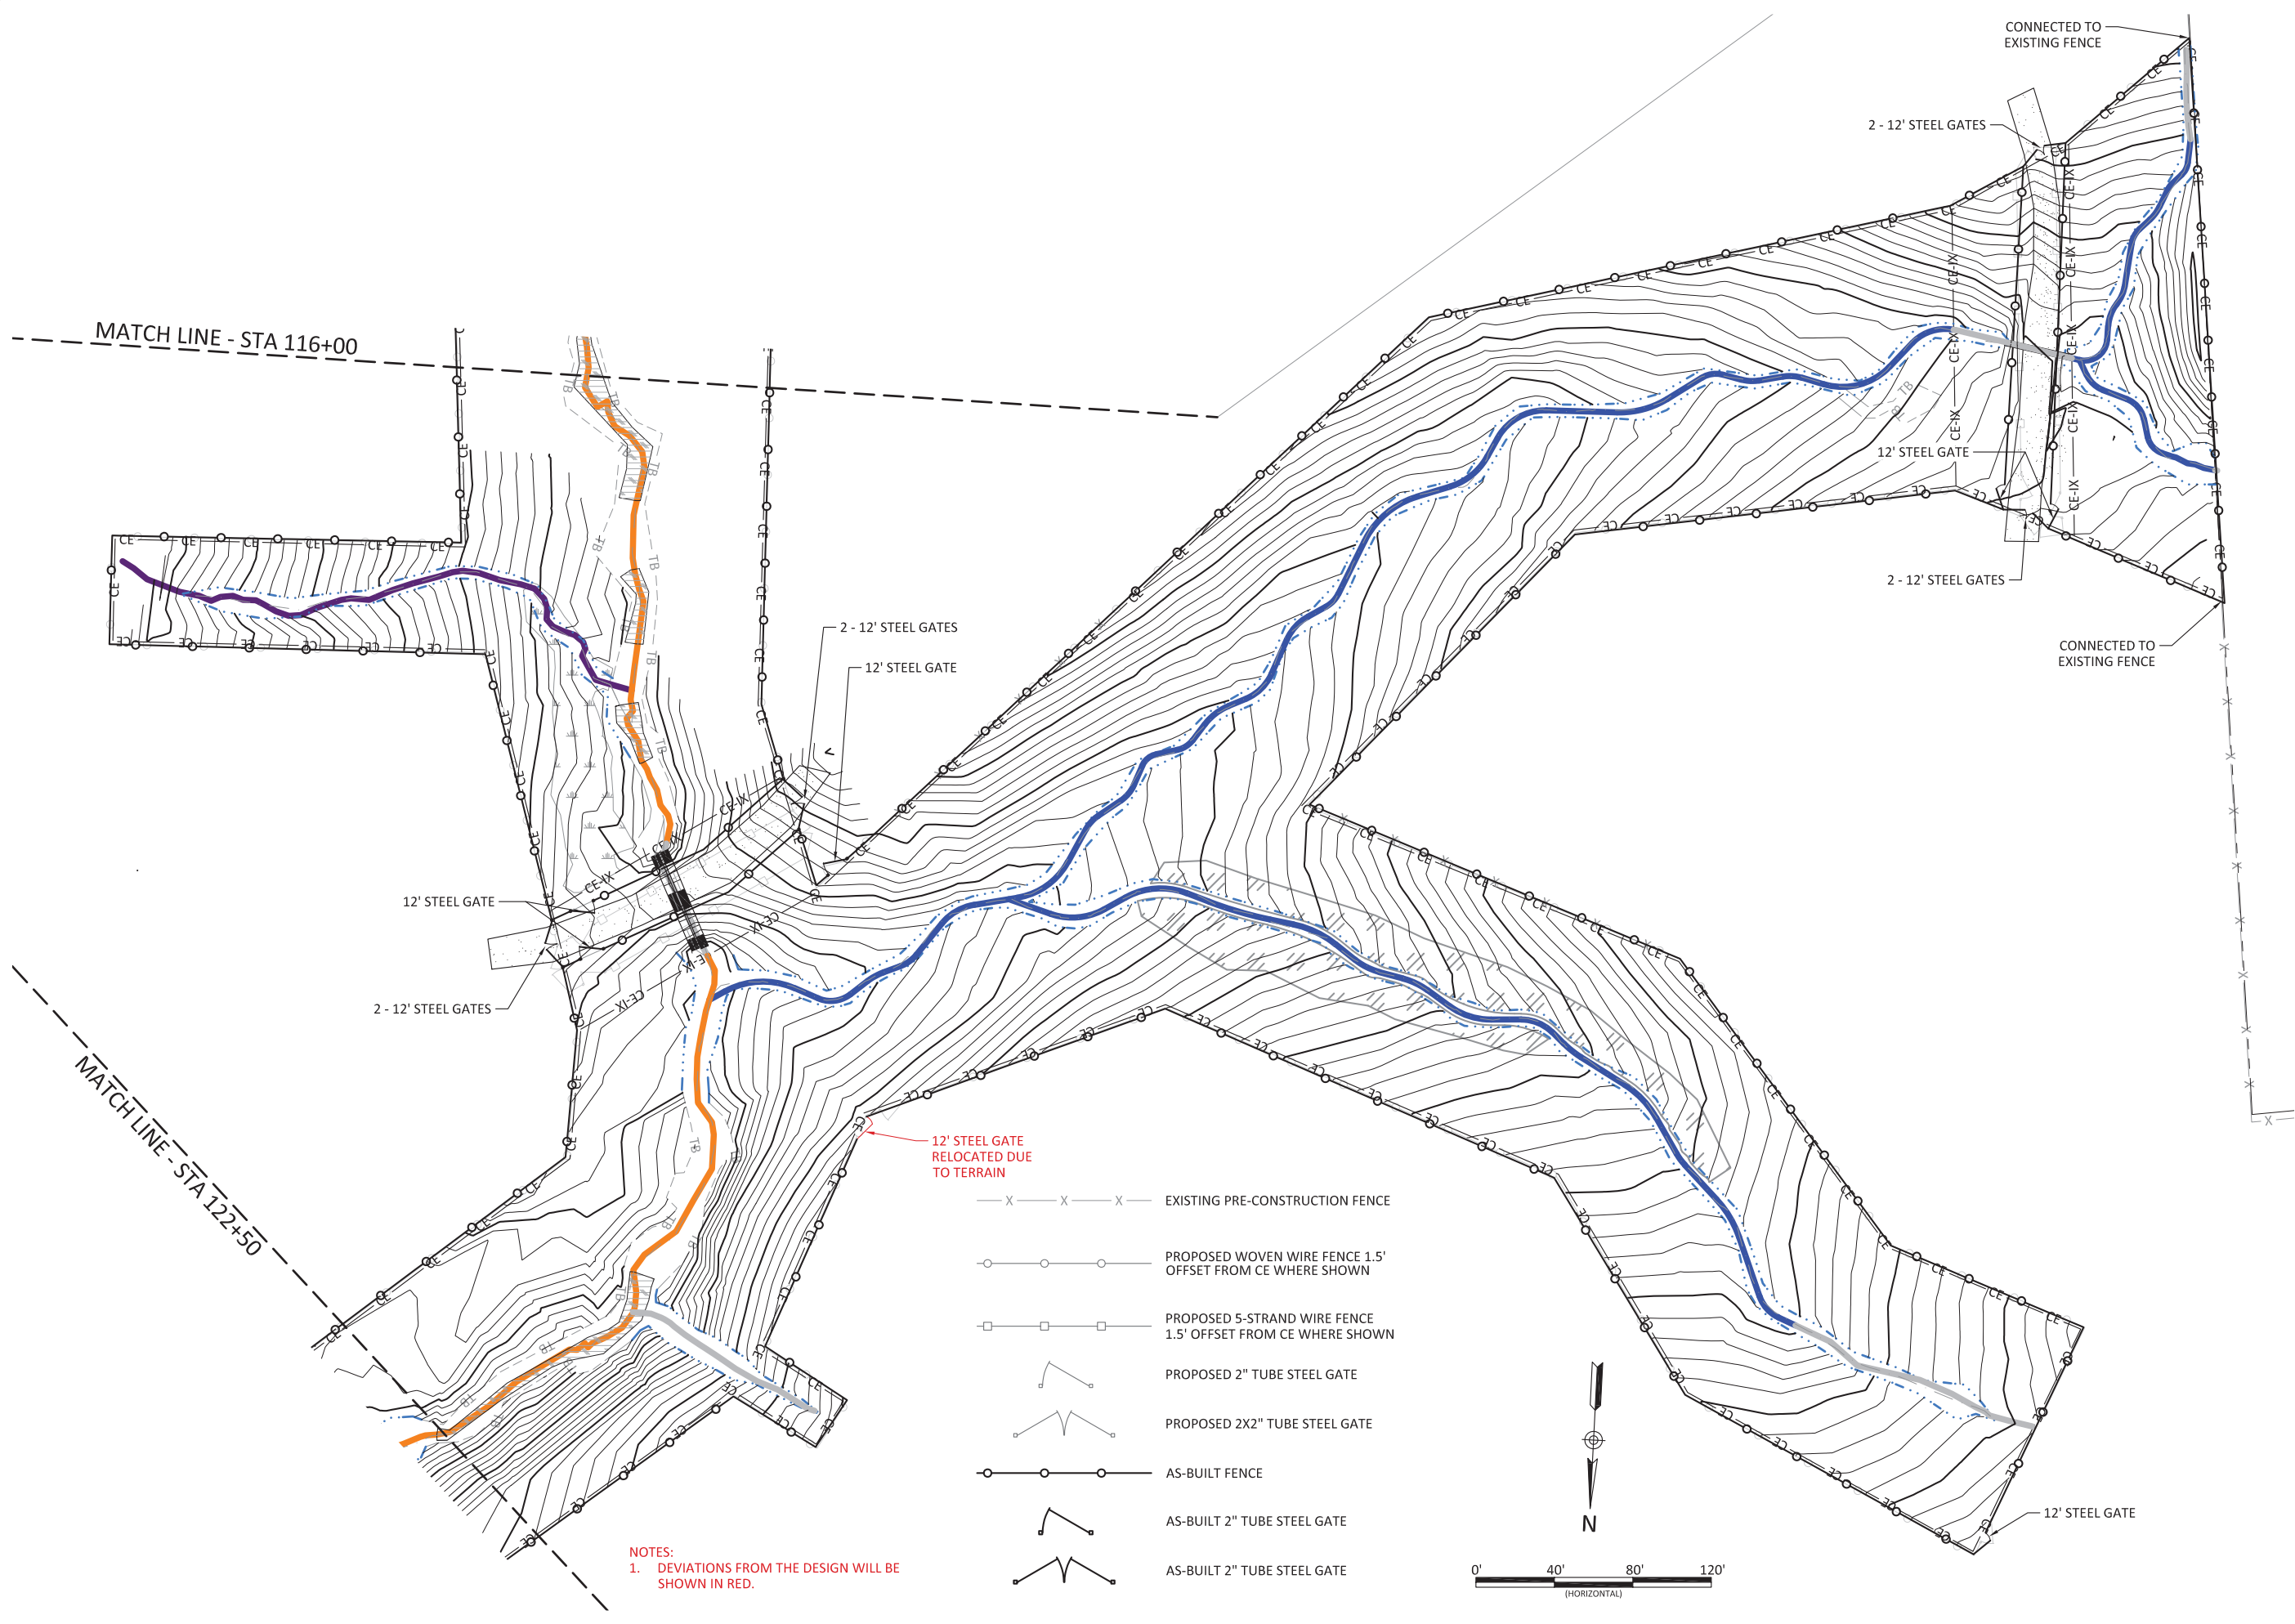 CONNECTED TO
EXISTING FENCE
2 - 12' STEEL GATES
MATCH LINE - STA 116+00
12' STEEL GATE
2 - 12' STEEL GATES
CONNECTED TO
EXISTING FENCE
2 - 12' STEEL GATES
12' STEEL GATE
12' STEEL GATE
2 - 12' STEEL GATES
MATCH LINE - STA 122+50
12' STEEL GATE
RELOCATED DUE
TO TERRAIN
X X X EXISTING PRE-CONSTRUCTION FENCE
PROPOSED WOVEN WIRE FENCE 1.5'
OFFSET FROM CE WHERE SHOWN
PROPOSED 5-STRAND WIRE FENCE
1.5' OFFSET FROM CE WHERE SHOWN
PROPOSED 2" TUBE STEEL GATE
PROPOSED 2X2" TUBE STEEL GATE
AS-BUILT FENCE
AS-BUILT 2" TUBE STEEL GATE
AS-BUILT 2" TUBE STEEL GATE
N
12' STEEL GATE
NOTES:
1. DEVIATIONS FROM THE DESIGN WILL BE
SHOWN IN RED.
0' 40' 80' 120'
(HORIZONTAL)
CE
CE-IX
TB